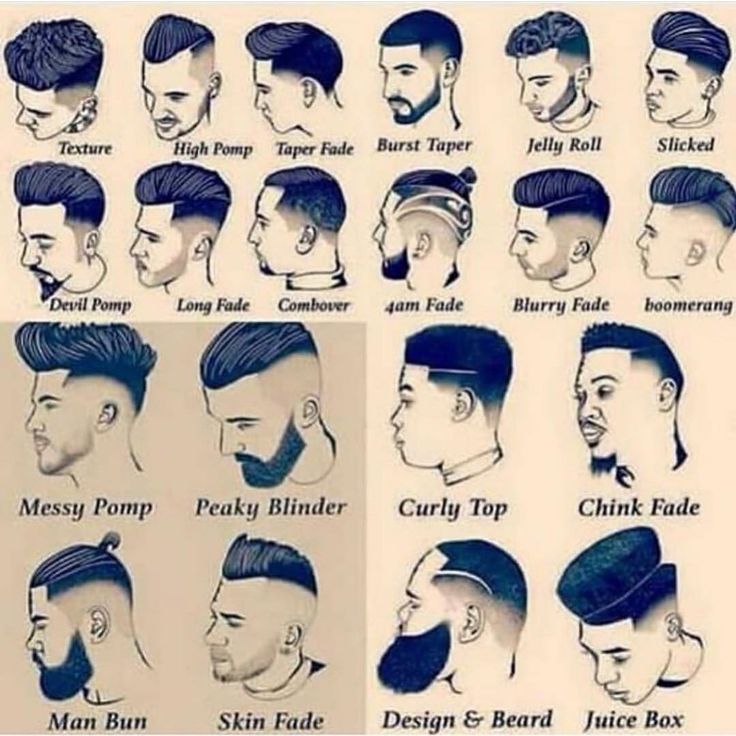 Texture High Pomp Taper Fade Burst Taper Jelly Roll Slicked
Devil Pomp Long Fade Combover 4am Fade Blurry Fade boomerang
Messy Pomp Peaky Blinder Curly Top Chink Fade
Man Bun Skin Fade Design & Beard Juice Box